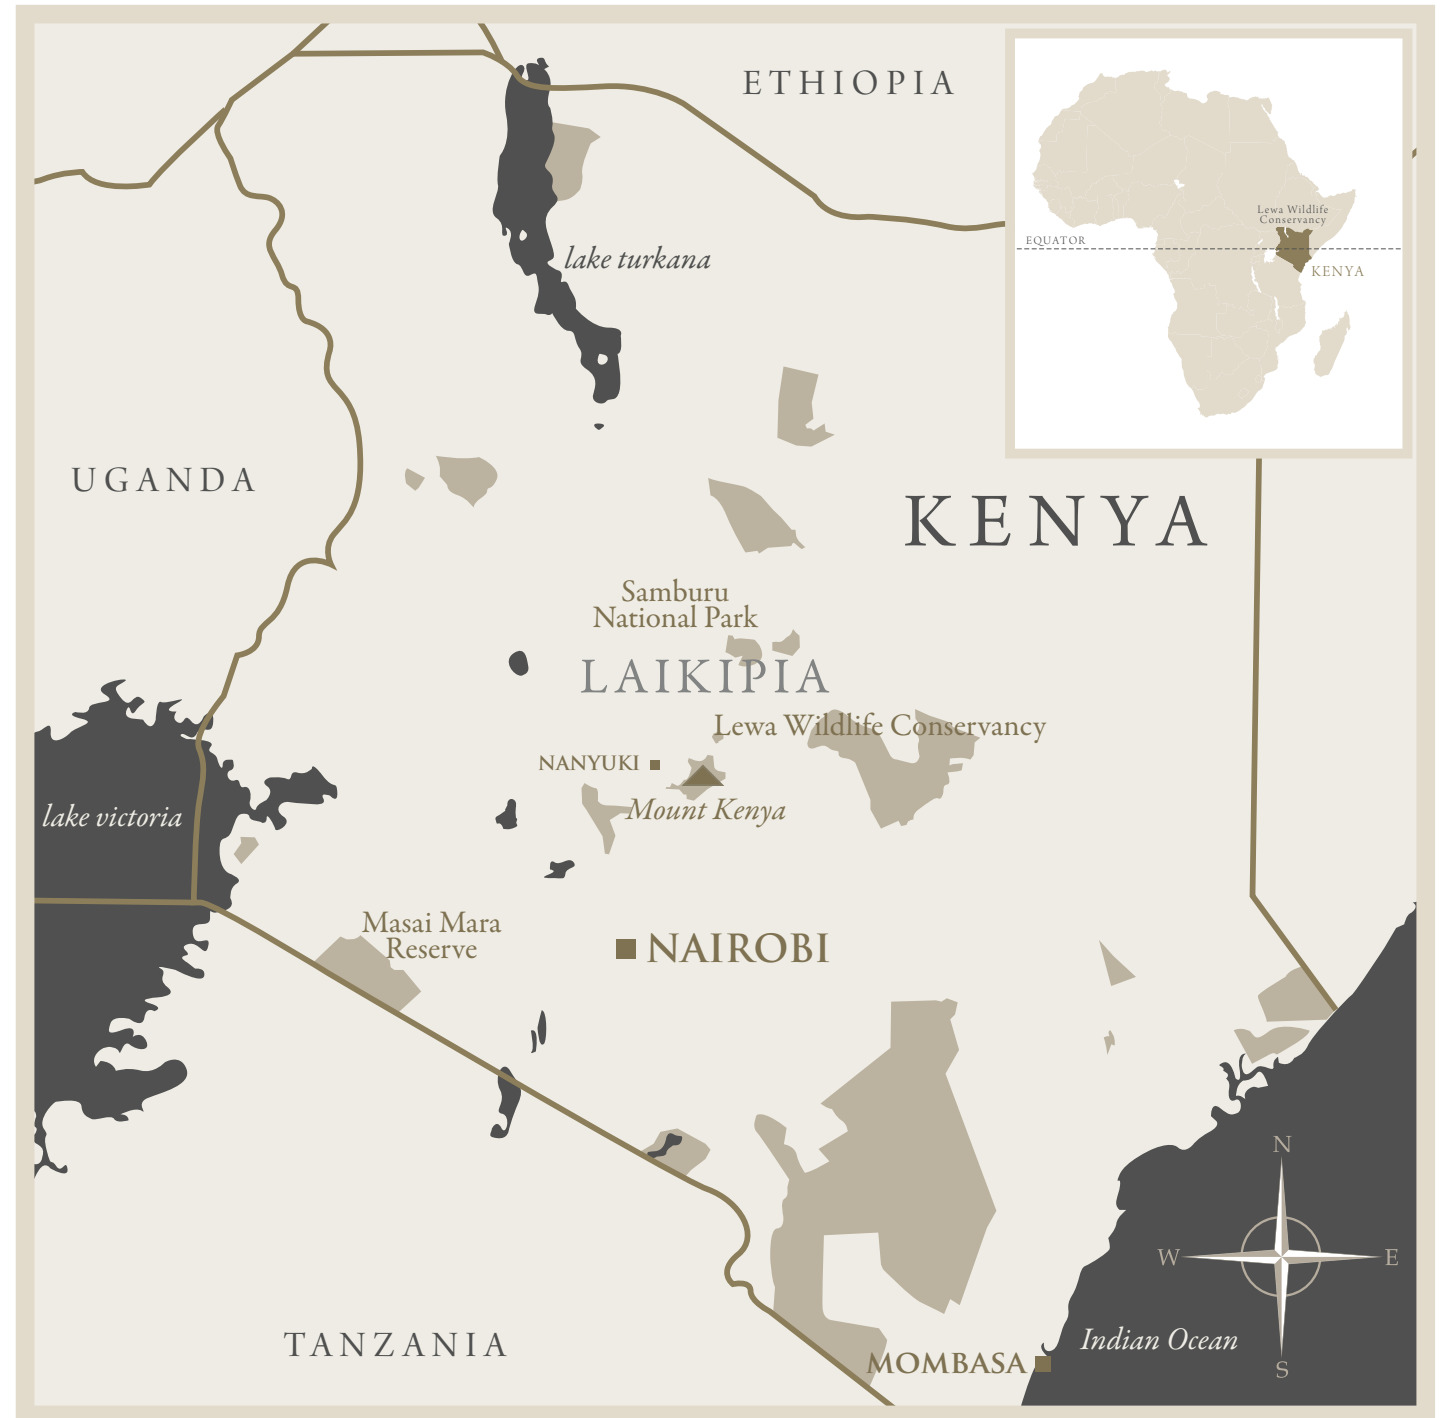 ETHIOPIA
Lewa Wildlife
Conservancy
EQUATOR
KENYA
lake turkana
UGANDA
KENYA
Samburu
National Park
LAIKIPIA
Lewa Wildlife Conservancy
NANYUKI
Mount Kenya
lake victoria
Masai Mara
Reserve
NAIROBI
N
W
E
S
Indian Ocean
TANZANIA
MOMBASA